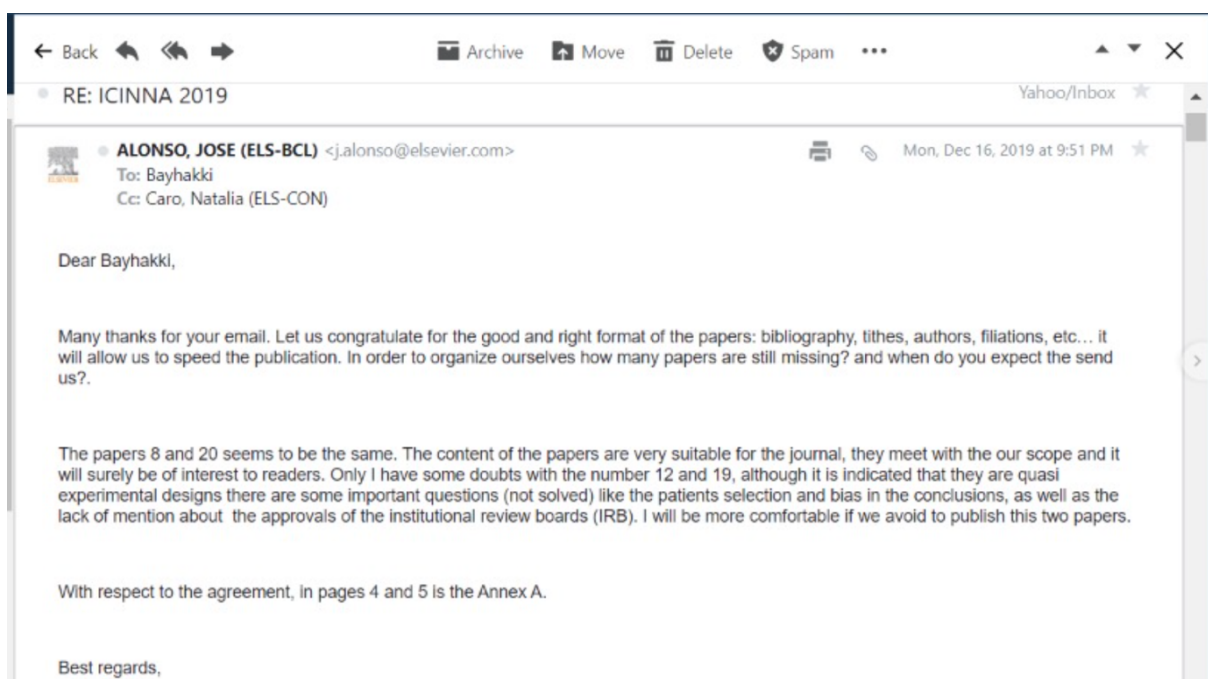 Back
Archive
Move
Delete
Spam
RE: ICINNA 2019
Yahoo/Inbox
ALONSO, JOSE (ELS-BCL) <j.alonso@elsevier.com>
Mon, Dec 16, 2019 at 9:51 PM
To: Bayhakki
Cc: Caro, Natalia (ELS-CON)
ELSEVIER
Dear Bayhakki,
Many thanks for your email. Let us congratulate for the good and right format of the papers: bibliography, tithes, authors, filiations, etc… it
will allow us to speed the publication. In order to organize ourselves how many papers are still missing? and when do you expect the send
us?.
The papers 8 and 20 seems to be the same. The content of the papers are very suitable for the journal, they meet with the our scope and it
will surely be of interest to readers. Only I have some doubts with the number 12 and 19, although it is indicated that they are quasi
experimental designs there are some important questions (not solved) like the patients selection and bias in the conclusions, as well as the
lack of mention about the approvals of the institutional review boards (IRB). I will be more comfortable if we avoid to publish this two papers.
With respect to the agreement, in pages 4 and 5 is the Annex A.
Best regards,